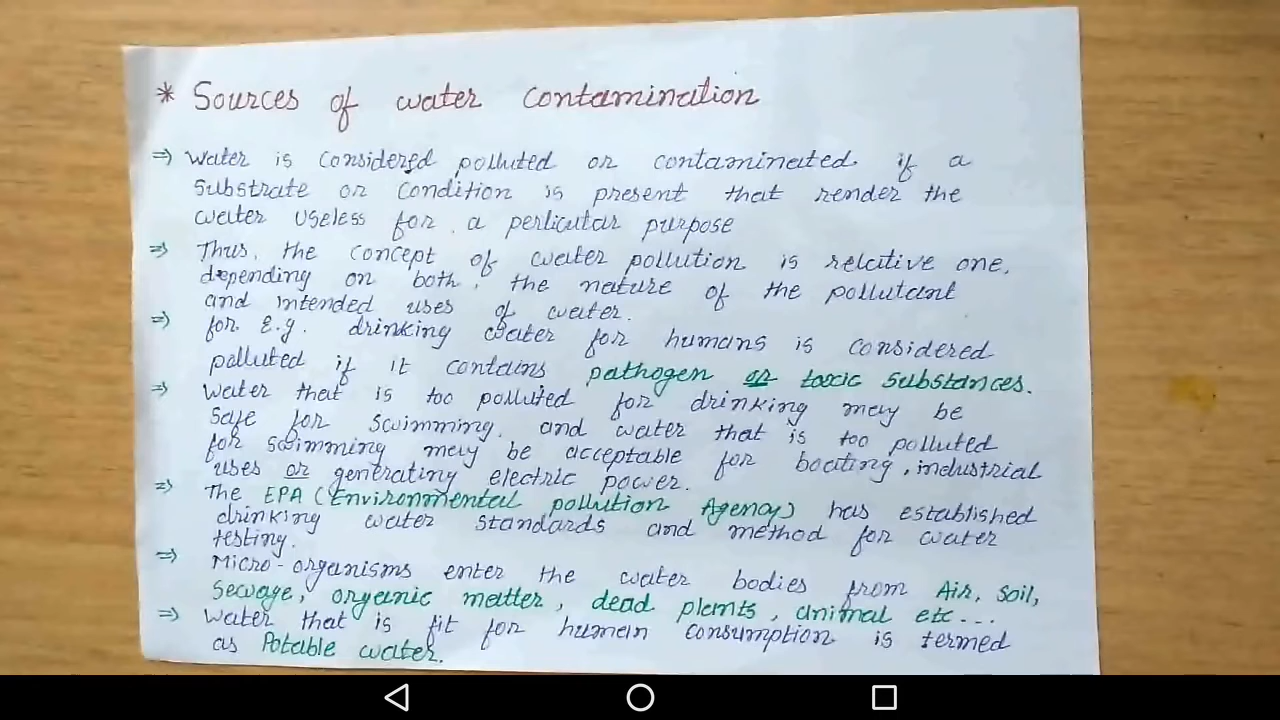 * Sources of water contamination
⇒ Water is considered polluted or contaminated if a
substrate or condition is present that render the
water useless for a perticular purpose
⇒ Thus, the concept of water pollution is relative one,
depending on both, the nature of the pollutant
and intended uses of water.
⇒ for E.g. drinking water for humans is considered
polluted if it contains pathogen or toxic substances.
⇒ Water that is too polluted for drinking may be
safe for swimming, and water that is too polluted
for swimming may be acceptable for boating, industrial
uses or generating electric power.
⇒ The EPA (Environmental pollution Agency) has established
drinking water standards and method for water
testing.
⇒ Micro-organisms enter the water bodies from Air, Soil,
Sewage, organic matter, dead plants, animal etc...
⇒ Water that is fit for human consumption is termed
as Potable water.